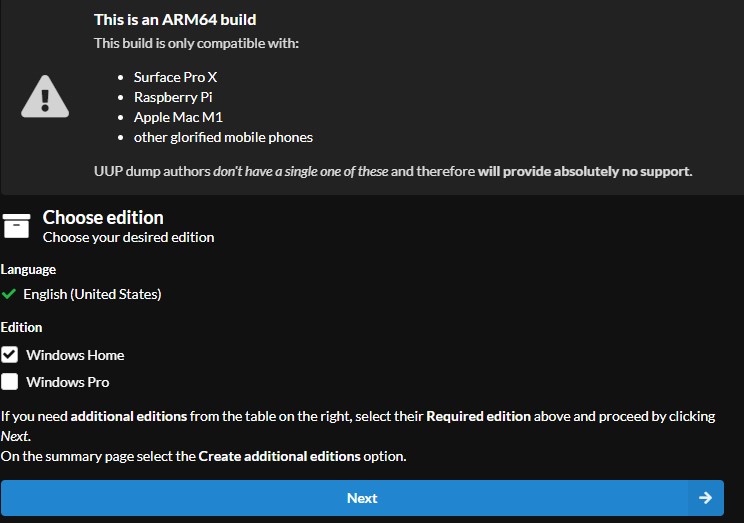 This is an ARM64 build
This build is only compatible with:
Surface Pro X
Raspberry Pi
Apple Mac M1
other glorified mobile phones
UUP dump authors don't have a single one of these and therefore will provide absolutely no support.
Choose edition
Choose your desired edition
Language
English (United States)
Edition
Windows Home
Windows Pro
If you need additional editions from the table on the right, select their Required edition above and proceed by clicking
Next.
On the summary page select the Create additional editions option.
Next